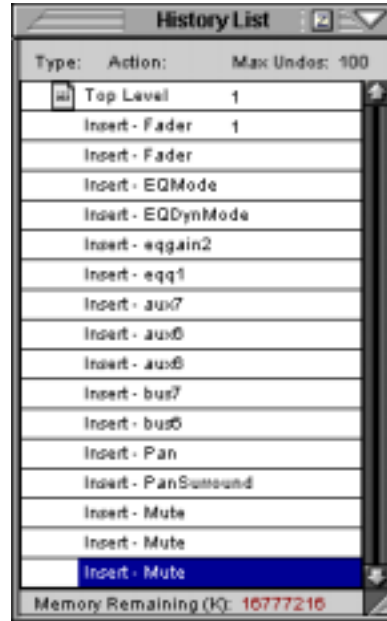 History List
Type: Action: Max Undos: 100
Top Level 1
Insert - Fader 1
Insert - Fader
Insert - EQMode
Insert - EQDynMode
Insert - eqgain2
Insert - eqq1
Insert - aux7
Insert - aux6
Insert - aux6
Insert - bus7
Insert - bus5
Insert - Pan
Insert - PanSurround
Insert - Mute
Insert - Mute
Insert - Mute
Memory Remaining (K): 16777216